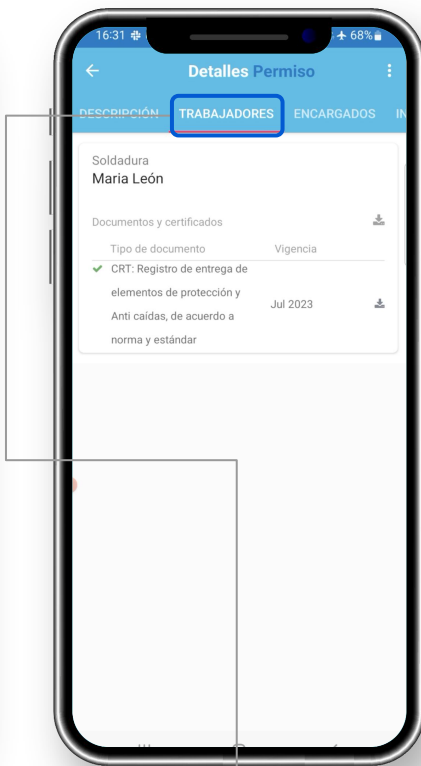 16:31 68%
Detalles Permiso
DESCRIPCIÓN TRABAJADORES ENCARGADOS IN
Soldadura
Maria León
Documentos y certificados
Tipo de documento Vigencia
CRT: Registro de entrega de
elementos de protección y
Anti caídas, de acuerdo a
norma y estándar
Jul 2023